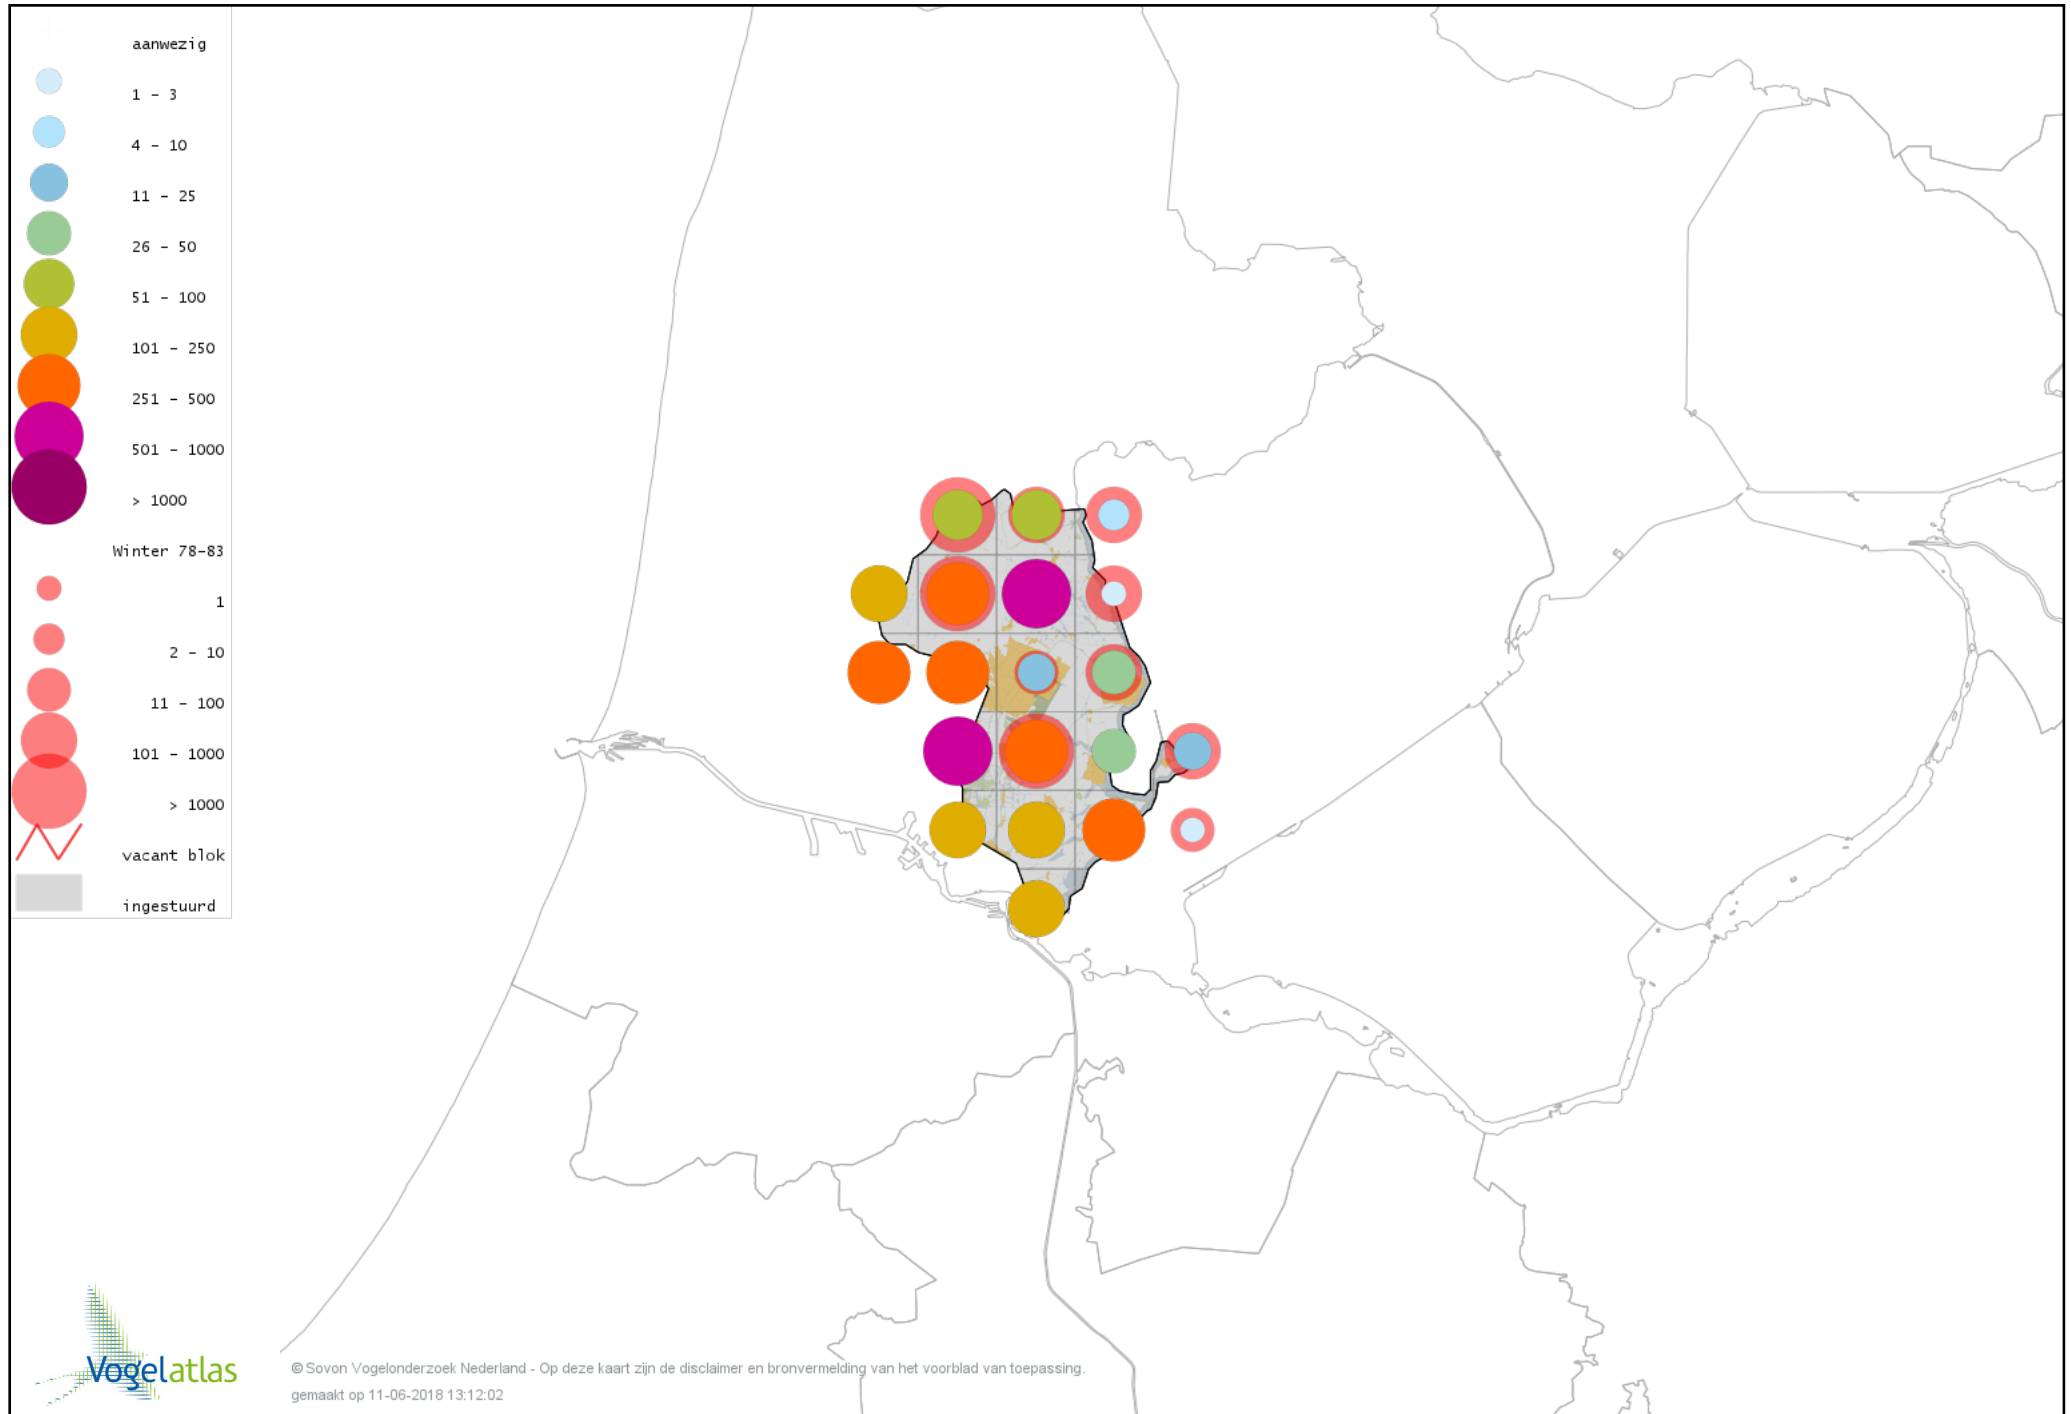 aanwezig
1 - 3
4 - 10
11 - 25
26 - 50
51 - 100
101 - 250
251 - 500
501 - 1000
> 1000
Winter 78-83
1
2 - 10
11 - 100
101 - 1000
> 1000
vacant blok
ingestuurd
Vogelatlas
© Sovon Vogelonderzoek Nederland - Op deze kaart zijn de disclaimer en bronvermelding van het voorblad van toepassing.
gemaakt op 11-06-2018 13:12:02